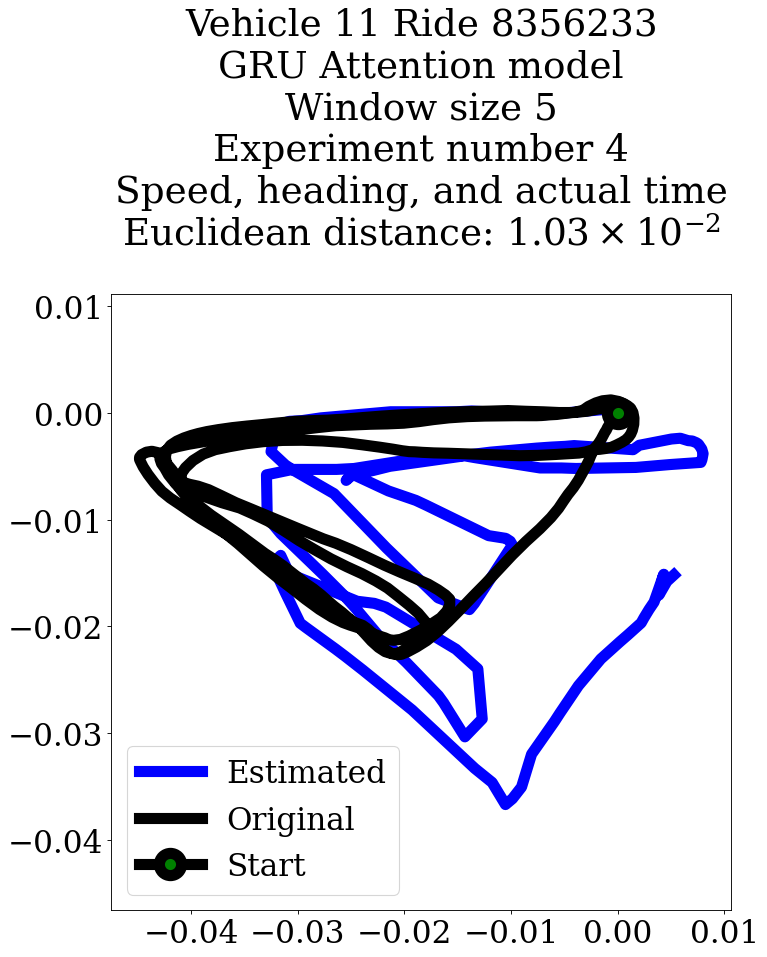 Vehicle 11 Ride 8356233
GRU Attention model
Window size 5
Experiment number 4
Speed, heading, and actual time
Euclidean distance: 1.03 × 10⁻²
0.01
0.00
−0.01
−0.02
−0.03
−0.04
Estimated
Original
Start
−0.04 −0.03 −0.02 −0.01 0.00 0.01